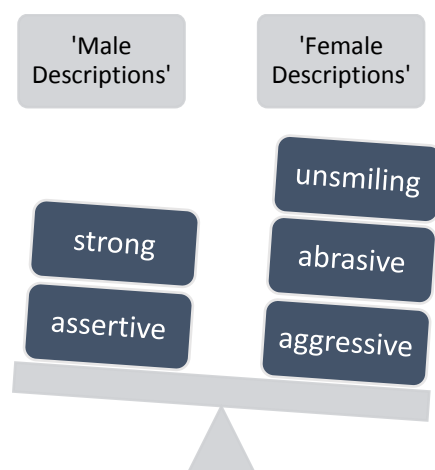 'Male
Descriptions'
'Female
Descriptions'
strong
assertive
unsmiling
abrasive
aggressive